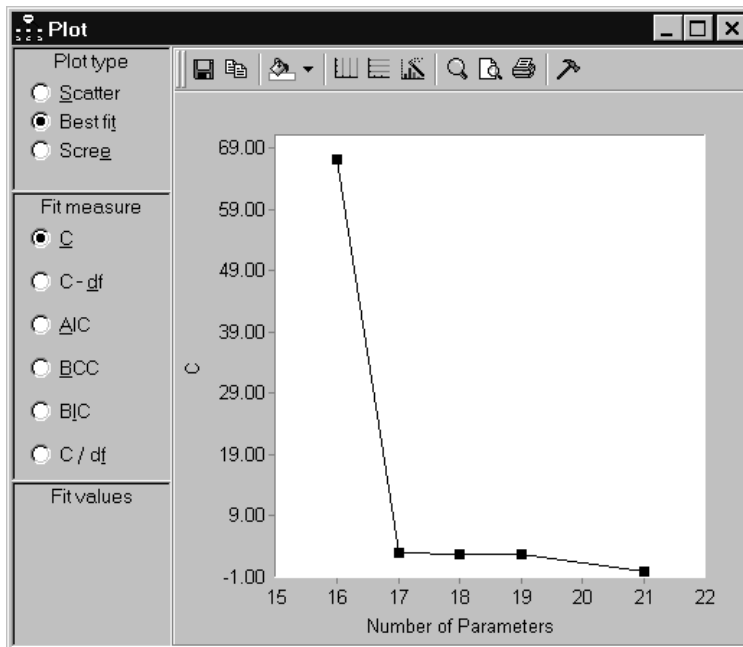 Plot
Plot type
Scatter
Best fit
Scree
Fit measure
C
C - df
AIC
BCC
BIC
C / df
Fit values
69.00
59.00
49.00
39.00
29.00
19.00
9.00
-1.00
C
15 16 17 18 19 20 21 22
Number of Parameters